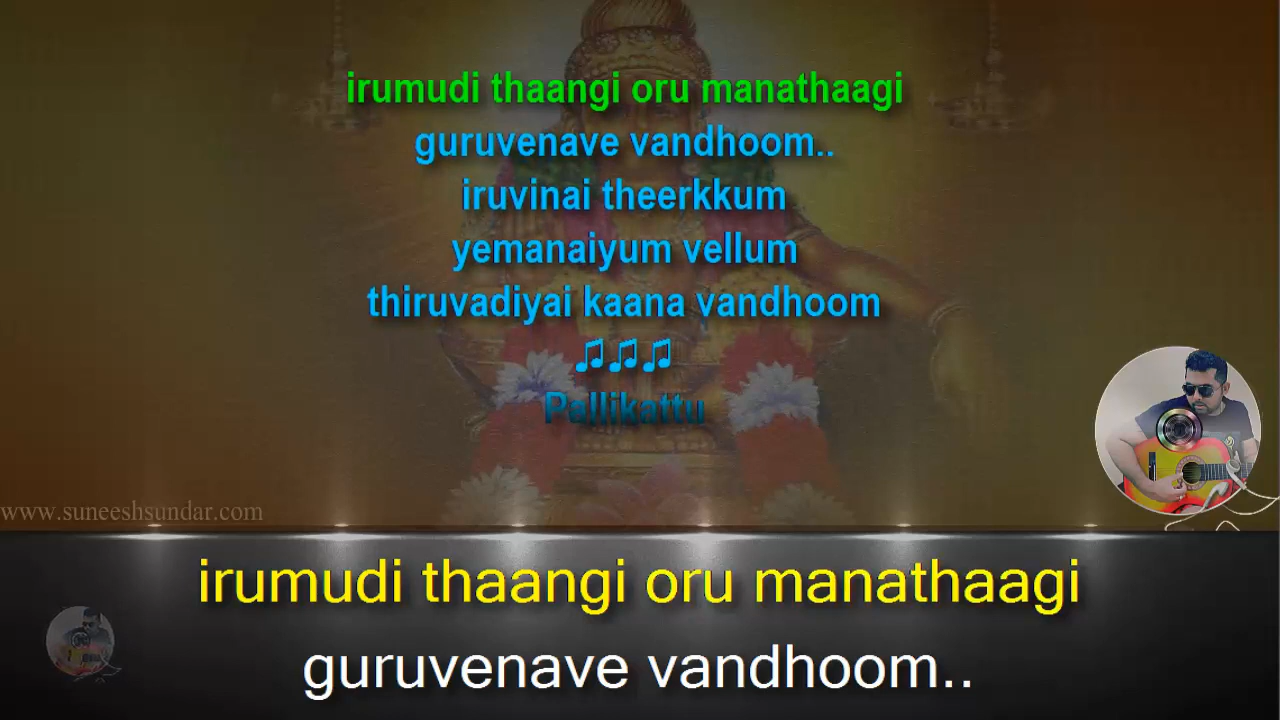 irumudi thaangi oru manathaagi
guruvenave vandhoom..
iruvinai theerkkum
yemanaiyum vellum
thiruvadiyai kaana vandhoom
♫♫♫
Pallikattu
www.suneeshsundar.com
irumudi thaangi oru manathaagi
guruvenave vandhoom..